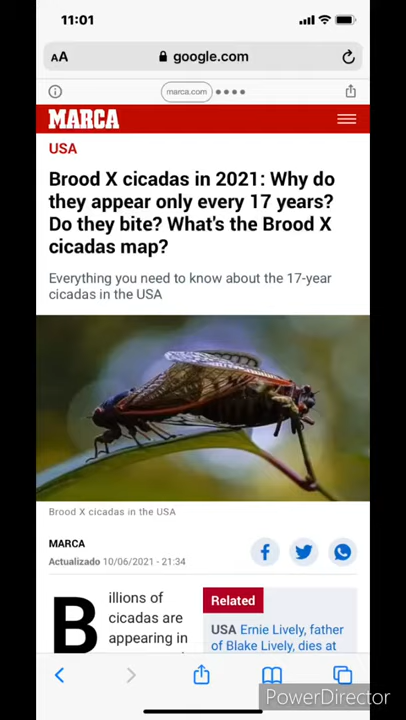 11:01
AA google.com
marca.com
MARCA
USA
Brood X cicadas in 2021: Why do
they appear only every 17 years?
Do they bite? What's the Brood X
cicadas map?
Everything you need to know about the 17-year
cicadas in the USA
Brood X cicadas in the USA
MARCA
Actualizado 10/06/2021 - 21:34
Billions of
cicadas are
appearing in
Related
USA Ernie Lively, father
of Blake Lively, dies at
PowerDirector